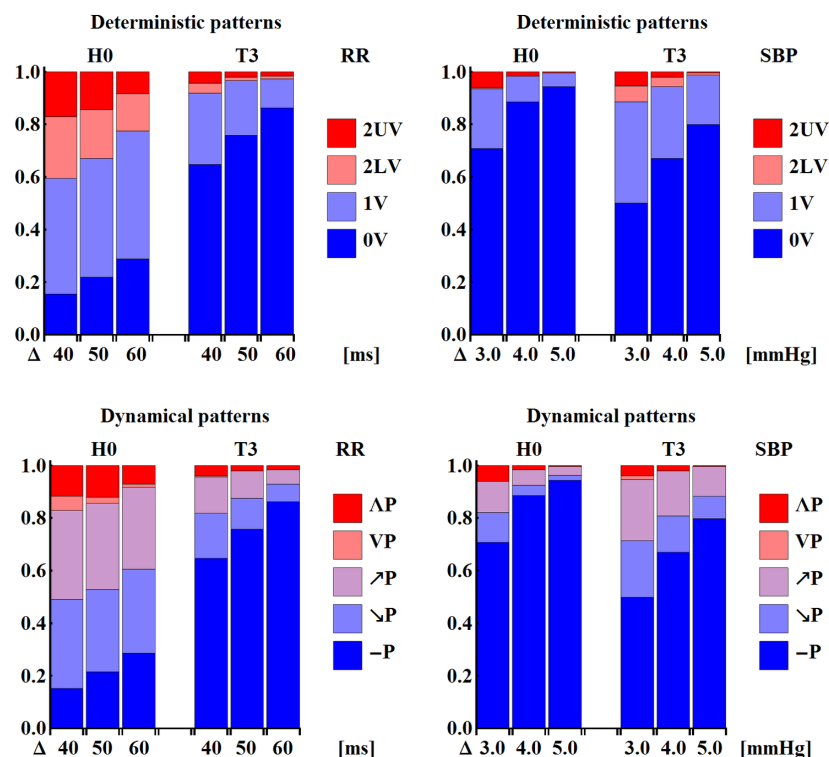 Deterministic patterns
H0 T3 RR
1.0
0.8
0.6
0.4
0.2
0.0
2UV
2LV
1V
0V
Δ 40 50 60 40 50 60 [ms]
Deterministic patterns
H0 T3 SBP
1.0
0.8
0.6
0.4
0.2
0.0
2UV
2LV
1V
0V
Δ 3.0 4.0 5.0 3.0 4.0 5.0 [mmHg]
Dynamical patterns
H0 T3 RR
1.0
0.8
0.6
0.4
0.2
0.0
ΛP
VP
↗P
↘P
−P
Δ 40 50 60 40 50 60 [ms]
Dynamical patterns
H0 T3 SBP
1.0
0.8
0.6
0.4
0.2
0.0
ΛP
VP
↗P
↘P
−P
Δ 3.0 4.0 5.0 3.0 4.0 5.0 [mmHg]